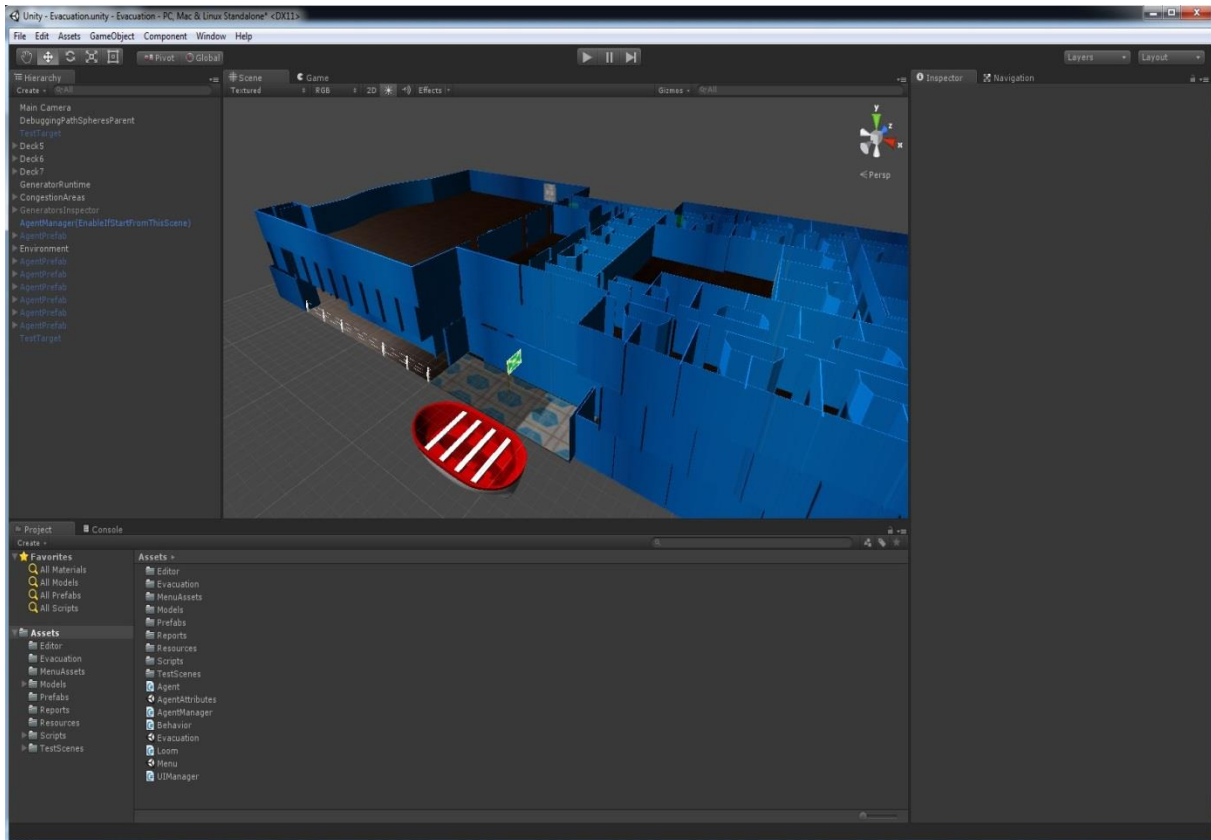 Unity - Evacuation.unity - Evacuation - PC, Mac & Linux Standalone* <DX11>
File Edit Assets GameObject Component Window Help
Pivot Global Layers Layout
Hierarchy
Create All
Main Camera
DebuggingPathSpheresParent
TestTarget
Deck5
Deck6
Deck7
GeneratorRuntime
CongestionAreas
GeneratorsInspector
AgentManager(EnableIfStartFromThisScene)
AgentPrefab
Environment
AgentPrefab
AgentPrefab
AgentPrefab
AgentPrefab
AgentPrefab
AgentPrefab
TestTarget
Scene Game
Textured RGB 2D Effects Gizmos All
y
z
x
Persp
Inspector Navigation
Project Console
Create
Favorites
All Materials
All Models
All Prefabs
All Scripts
Assets
Editor
Evacuation
MenuAssets
Models
Prefabs
Reports
Resources
Scripts
TestScenes
Assets
Editor
Evacuation
MenuAssets
Models
Prefabs
Reports
Resources
Scripts
TestScenes
Agent
AgentAttributes
AgentManager
Behavior
Evacuation
Loom
Menu
UIManager